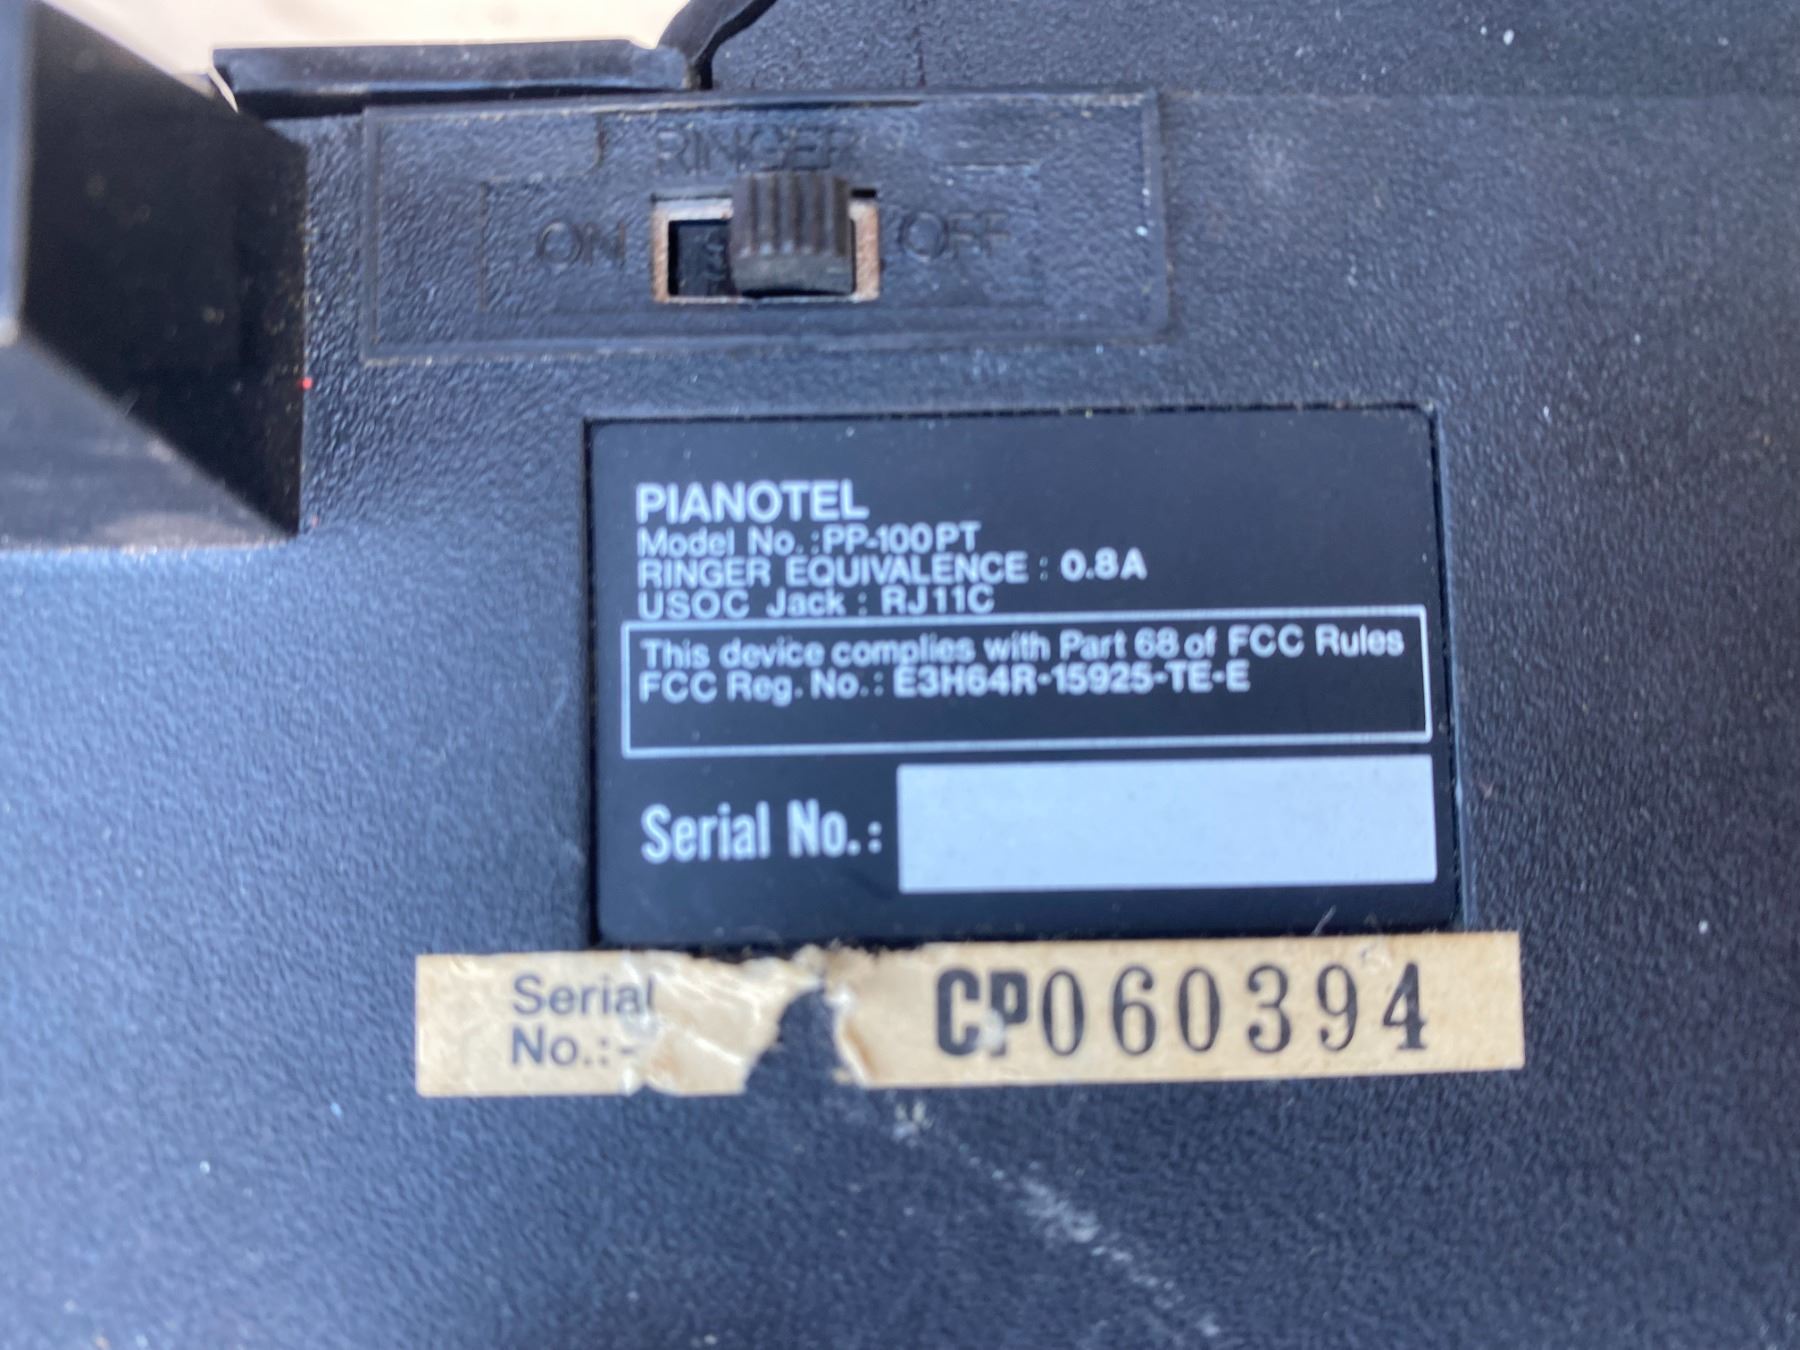 RINGER
ON OFF
PIANOTEL
Model No.:PP-100PT
RINGER EQUIVALENCE : 0.8A
USOC Jack : RJ11C
This device complies with Part 68 of FCC Rules
FCC Reg. No.: E3H64R-15925-TE-E
Serial No.:
Serial
No.:-
CP060394